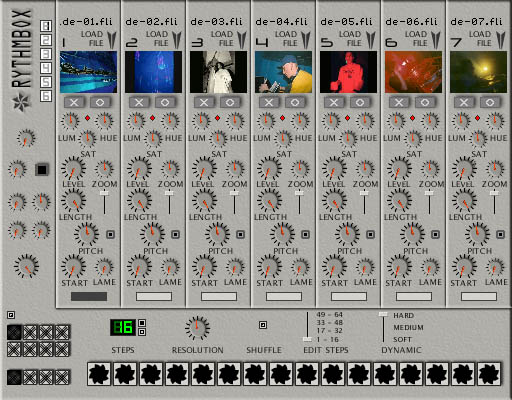 RYTHMBOX
1
2
3
4
5
6
.de-01.fli .de-02.fli .de-03.fli .de-04.fli .de-05.fli .de-06.fli .de-07.fli
LOAD LOAD LOAD LOAD LOAD LOAD LOAD
1 FILE 2 FILE 3 FILE 4 FILE 5 FILE 6 FILE 7 FILE
LUM HUE LUM HUE LUM HUE LUM HUE LUM HUE LUM HUE LUM HUE
SAT SAT SAT SAT SAT SAT SAT
LEVEL ZOOM LEVEL ZOOM LEVEL ZOOM LEVEL ZOOM LEVEL ZOOM LEVEL ZOOM LEVEL ZOOM
LENGTH LENGTH LENGTH LENGTH LENGTH LENGTH LENGTH
PITCH PITCH PITCH PITCH PITCH PITCH PITCH
START LAME START LAME START LAME START LAME START LAME START LAME START LAME
16
49 - 64
33 - 48
17 - 32
1 - 16
HARD
MEDIUM
SOFT
STEPS RESOLUTION SHUFFLE EDIT STEPS DYNAMIC